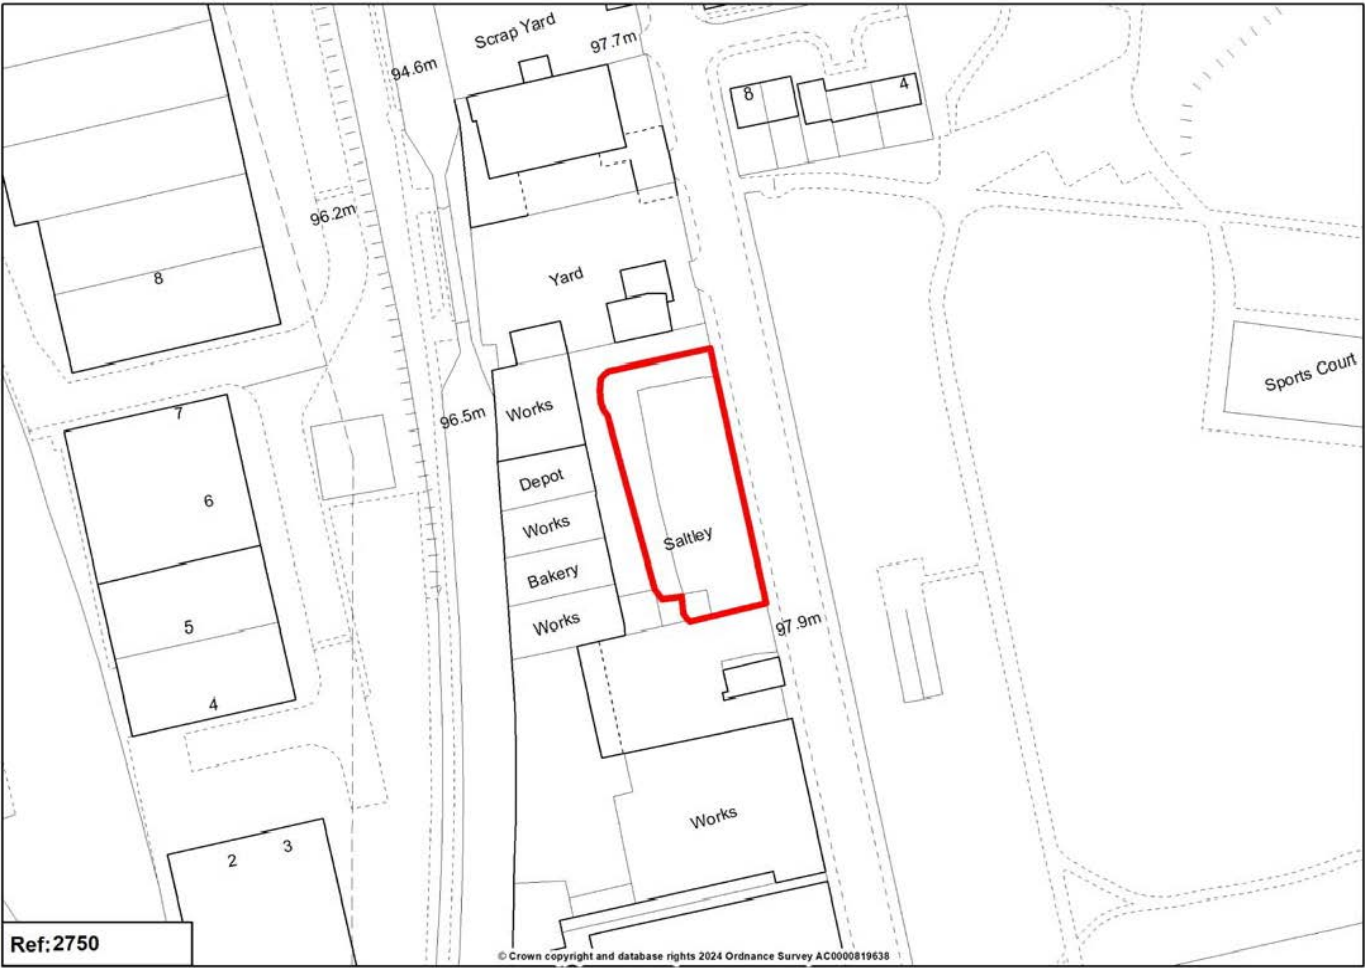 Scrap Yard
97.7m
94.6m
8
4
96.2m
Yard
8
Sports Court
7
Works
96.5m
Depot
6
Works
Saltley
Bakery
5
Works
97.9m
4
Works
2
3
Ref:2750
© Crown copyright and database rights 2024 Ordnance Survey AC0000819638